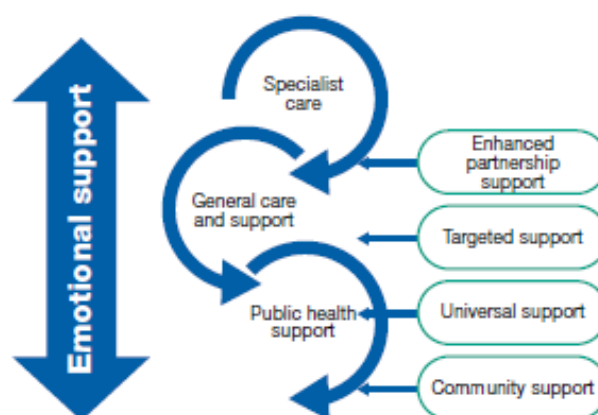 Emotional support
Specialist
care
General care
and support
Public health
support
Enhanced
partnership
support
Targeted support
Universal support
Community support